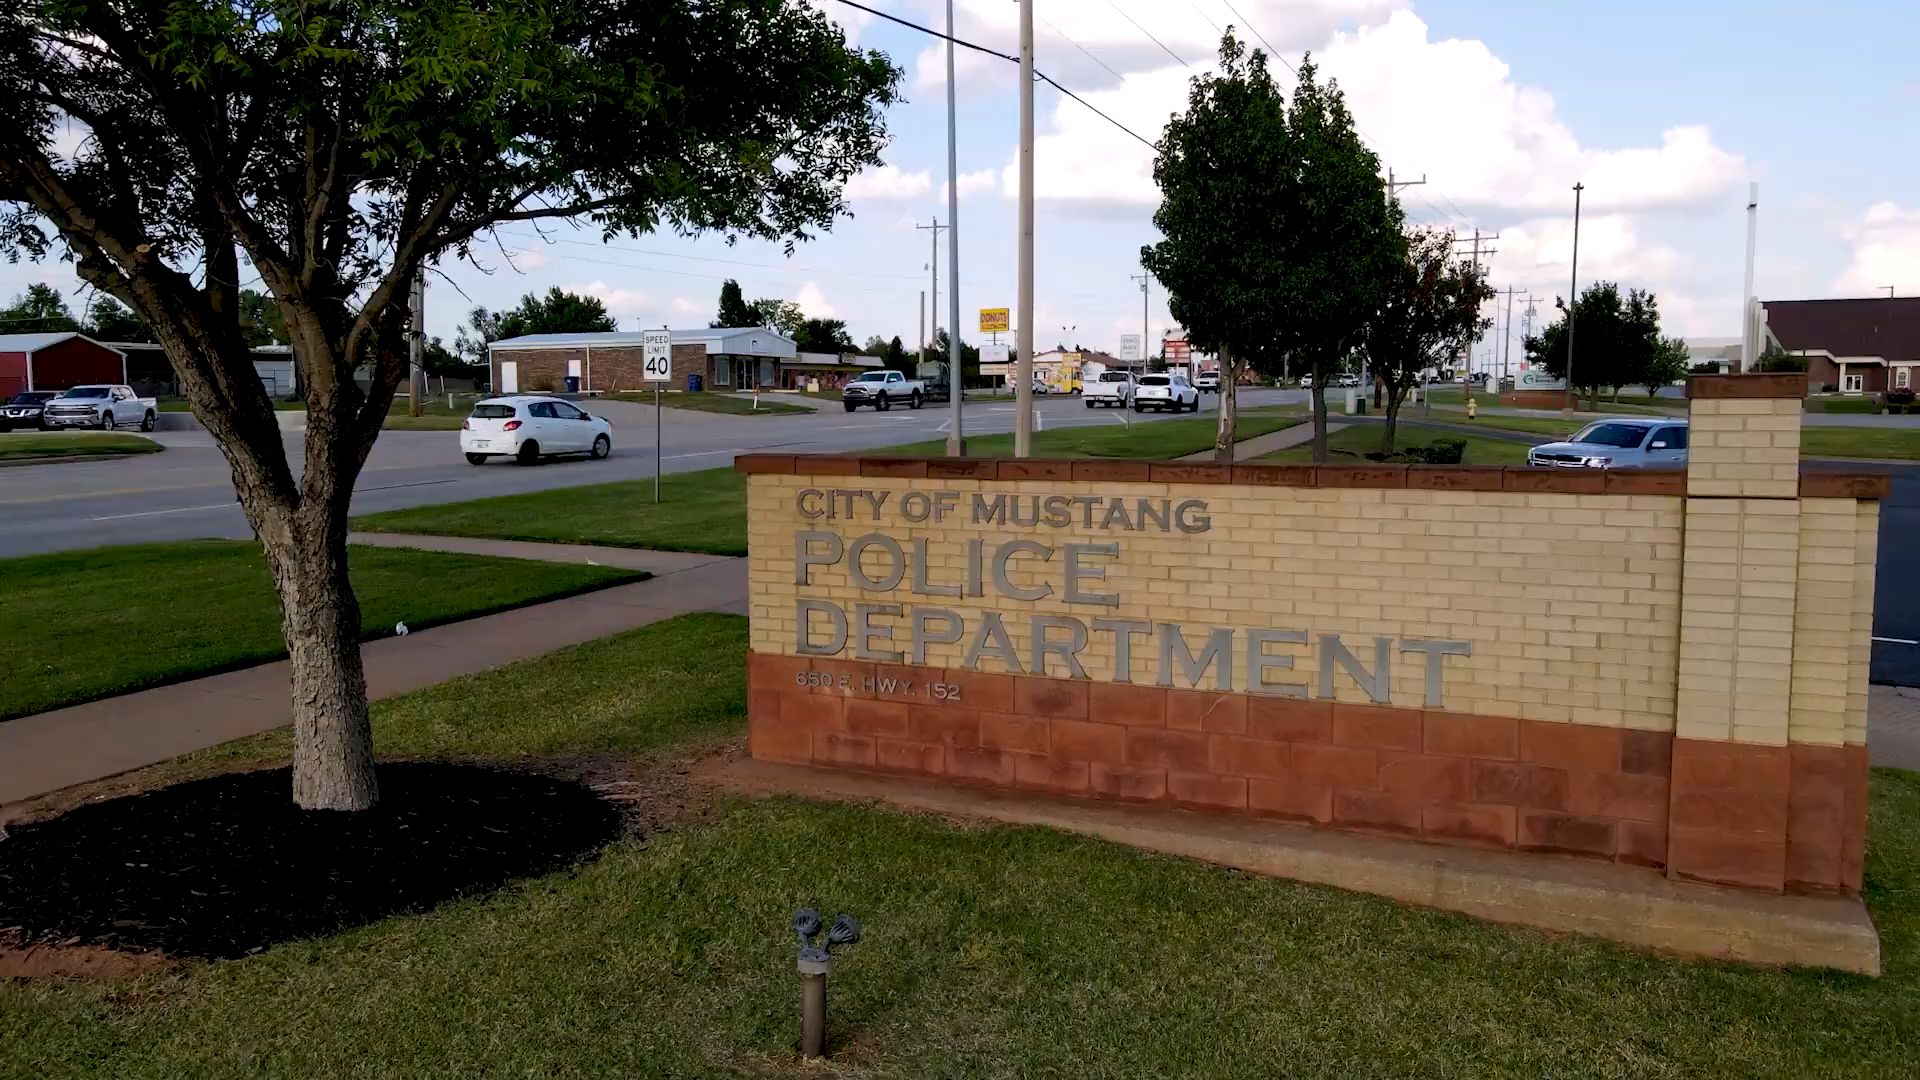 SPEED
LIMIT
40
DONUTS
CITY OF MUSTANG
POLICE
DEPARTMENT
650 E. HWY. 152